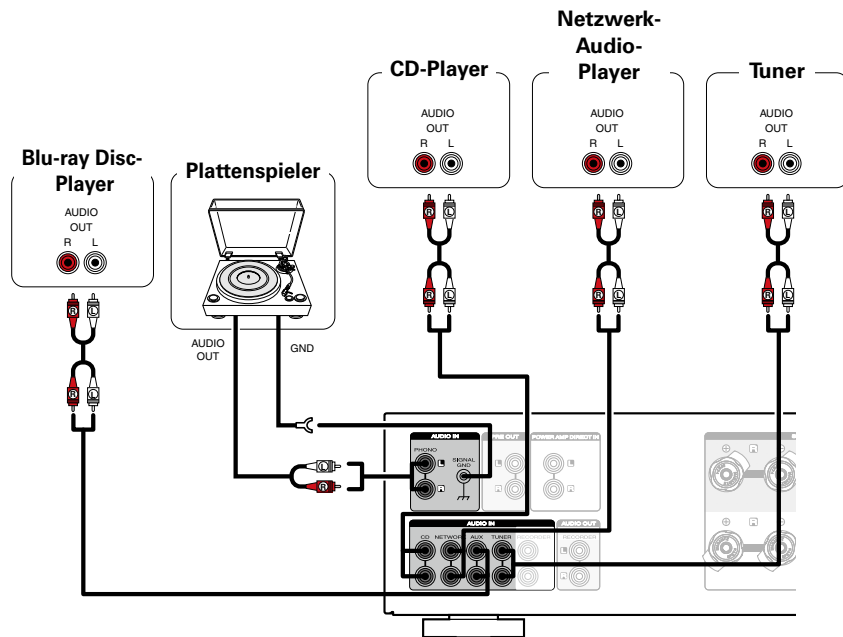 Netzwerk-
Audio-
Player
CD-Player
Tuner
AUDIO
OUT
R L
AUDIO
OUT
R L
AUDIO
OUT
R L
Blu-ray Disc-
Player
Plattenspieler
AUDIO
OUT
R L
R L
R L
R L
R L
R L
R L
R L
R L
AUDIO
OUT
GND
L
R
AUDIO IN
PRE OUT
POWER AMP DIRECT IN
PHONO
SIGNAL
GND
AUDIO IN
AUDIO OUT
CD NETWORK AUX TUNER RECORDER
RECORDER